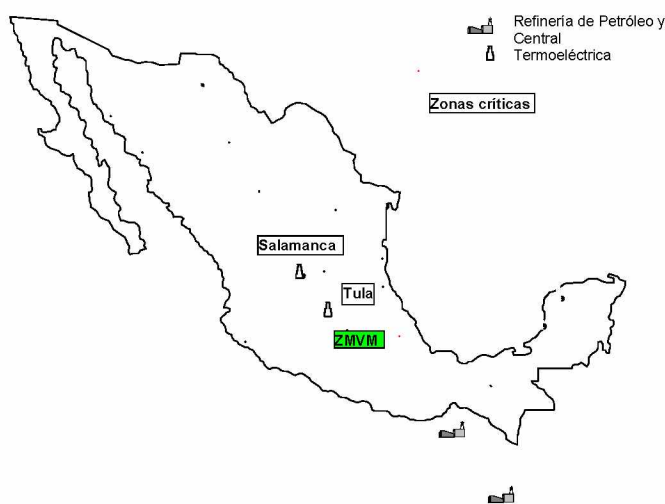 Refinería de Petróleo y
Central
Termoeléctrica
Zonas críticas
Salamanca
Tula
ZMVM